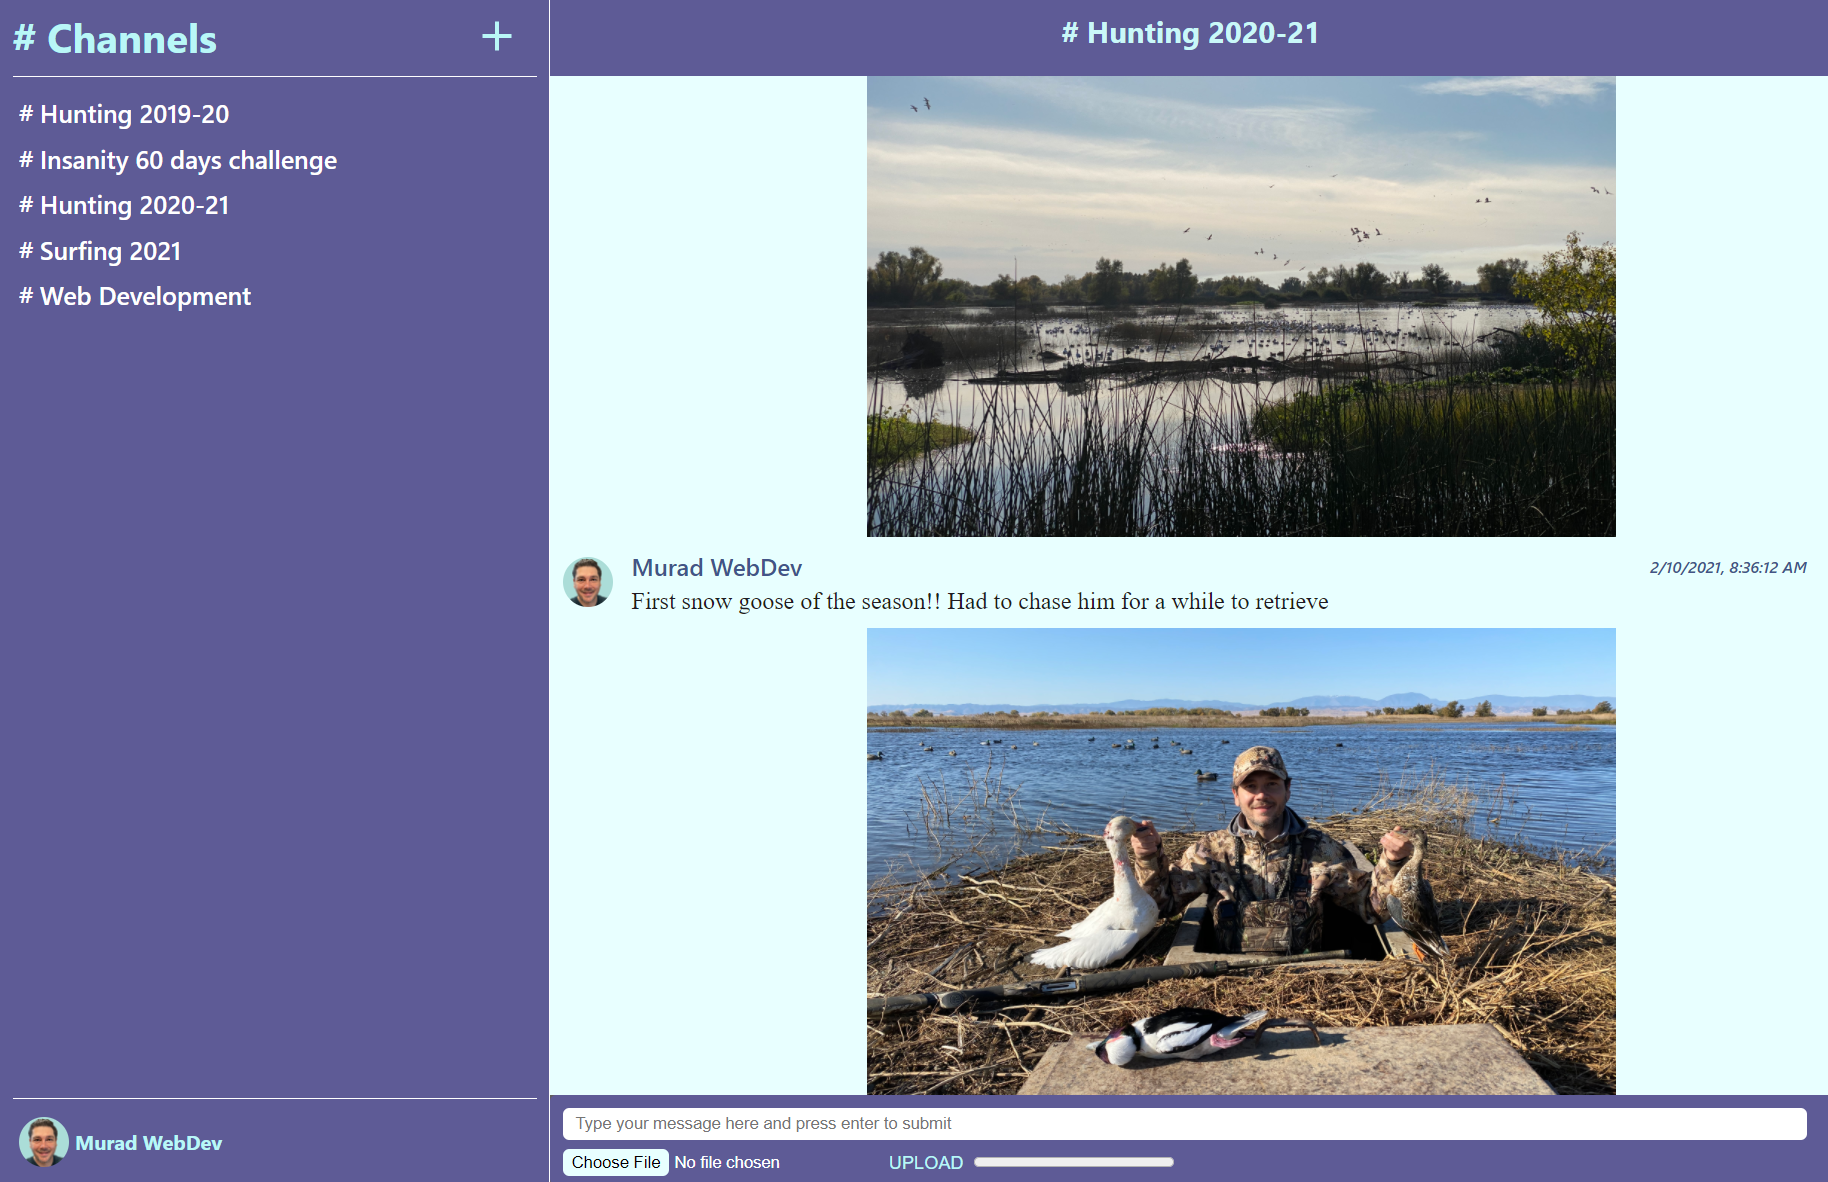 # Channels
+
# Hunting 2019-20
# Insanity 60 days challenge
# Hunting 2020-21
# Surfing 2021
# Web Development
Murad WebDev
# Hunting 2020-21
Murad WebDev
2/10/2021, 8:36:12 AM
First snow goose of the season!! Had to chase him for a while to retrieve
Type your message here and press enter to submit
Choose File No file chosen
UPLOAD